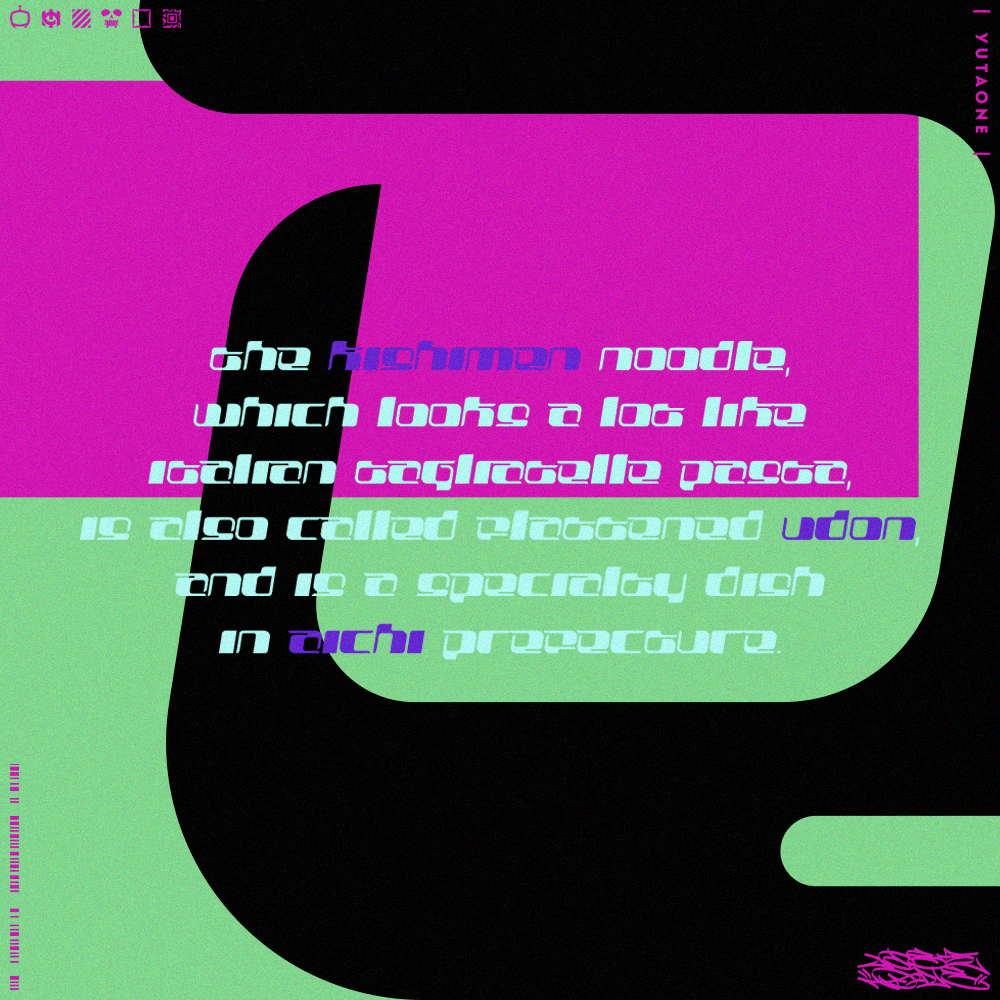 | YUTAONE |
the kishimen noodle,
which looks a lot like
Italian tagliatelle pasta,
is also called flattened udon,
and is a specialty dish
in aichi prefecture.